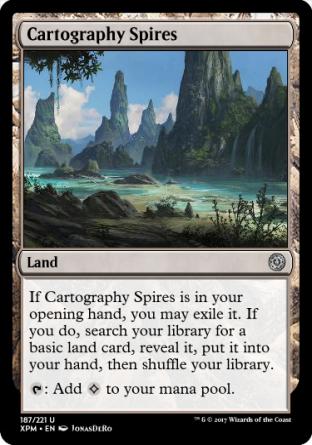 Cartography Spires
Land
If Cartography Spires is in your
opening hand, you may exile it. If
you do, search your library for a
basic land card, reveal it, put it into
your hand, then shuffle your library.
: Add to your mana pool.
187/221 U
XPM • EN JonasDeRo
™ & © 2017 Wizards of the Coast